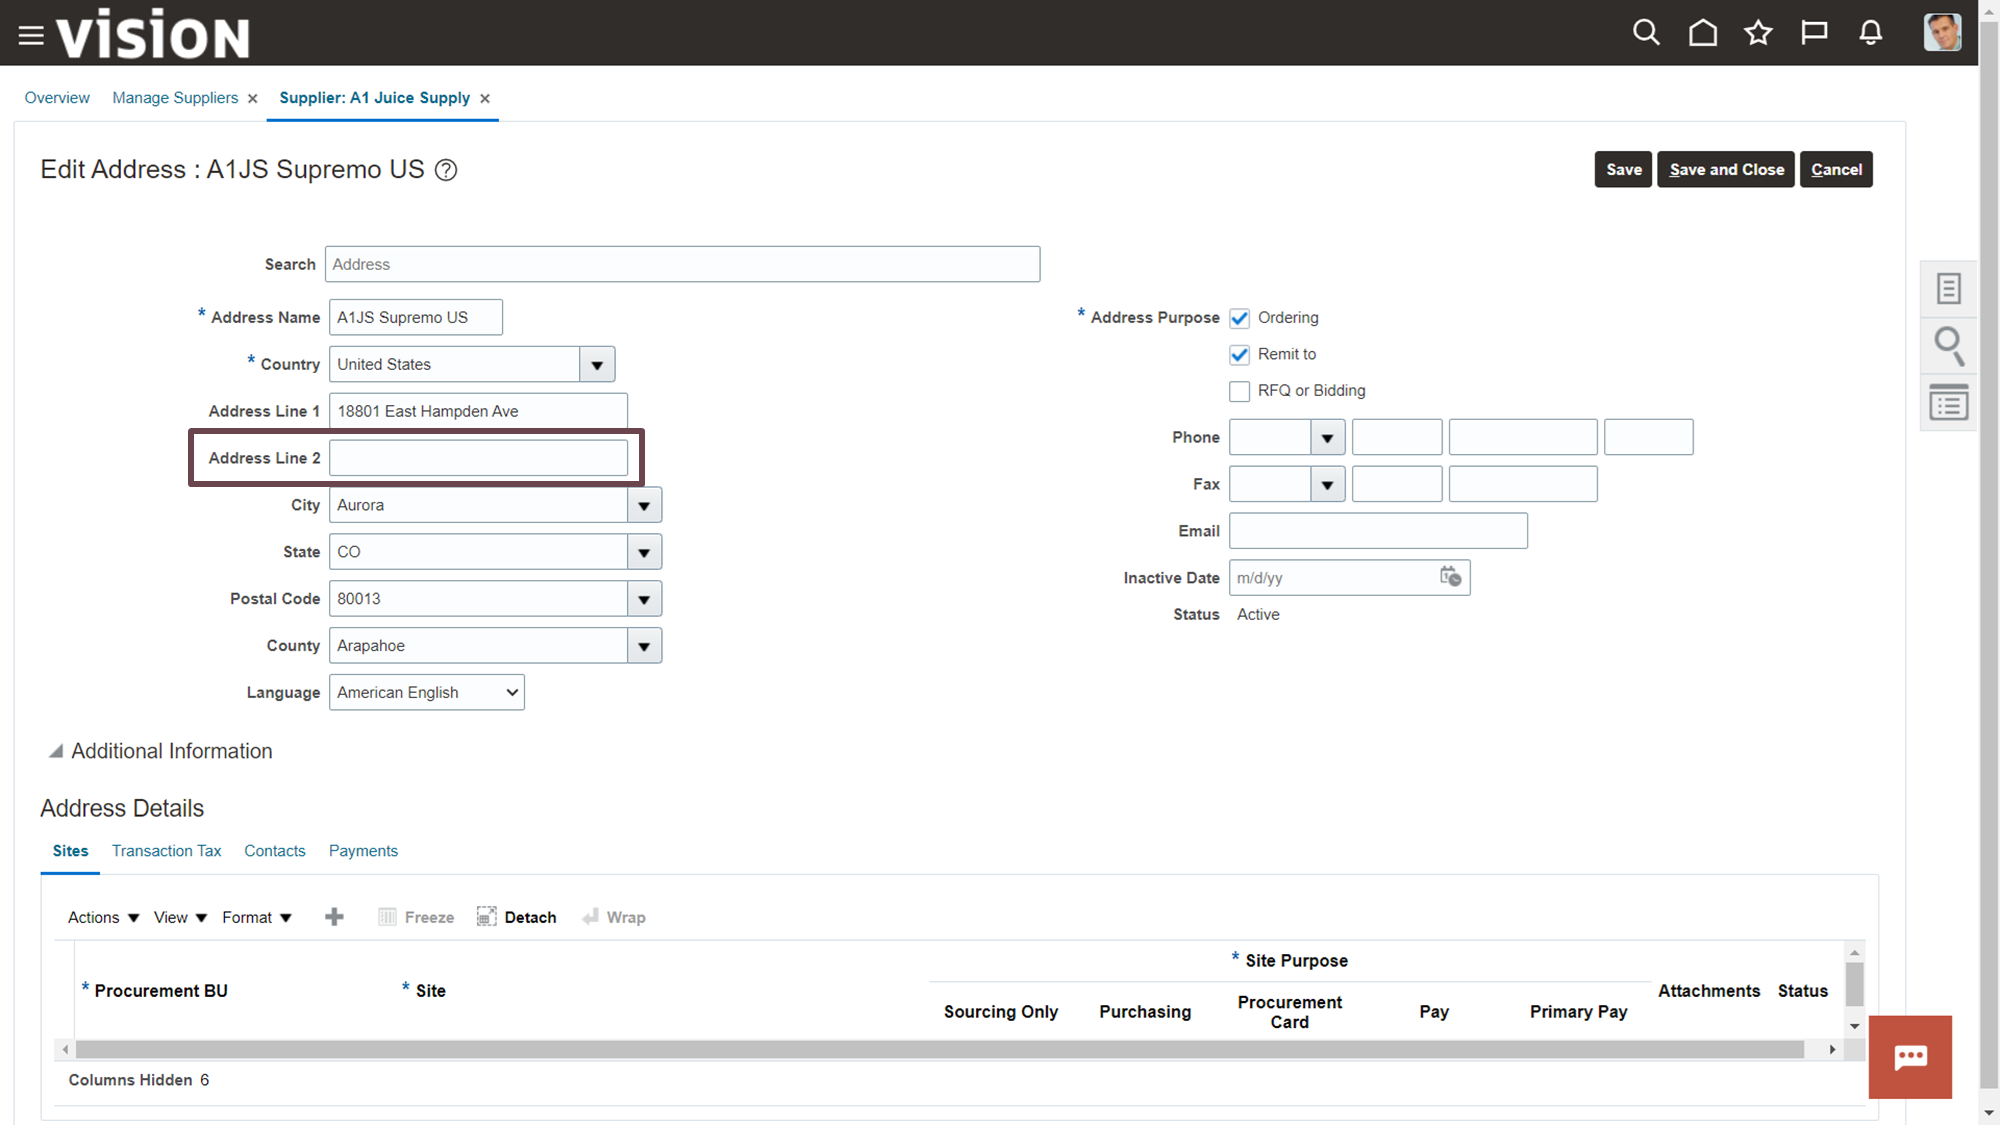 VISION
Overview Manage Suppliers Supplier: A1 Juice Supply
Edit Address : A1JS Supremo US
Save Save and Close Cancel
Search Address
* Address Name A1JS Supremo US
* Country United States
Address Line 1 18801 East Hampden Ave
Address Line 2
City Aurora
State CO
Postal Code 80013
County Arapahoe
Language American English
* Address Purpose Ordering
Remit to
RFQ or Bidding
Phone
Fax
Email
Inactive Date m/d/yy
Status Active
Additional Information
Address Details
Sites Transaction Tax Contacts Payments
Actions View Format Freeze Detach Wrap
* Procurement BU * Site * Site Purpose Attachments Status
Sourcing Only Purchasing Procurement Card Pay Primary Pay
Columns Hidden 6